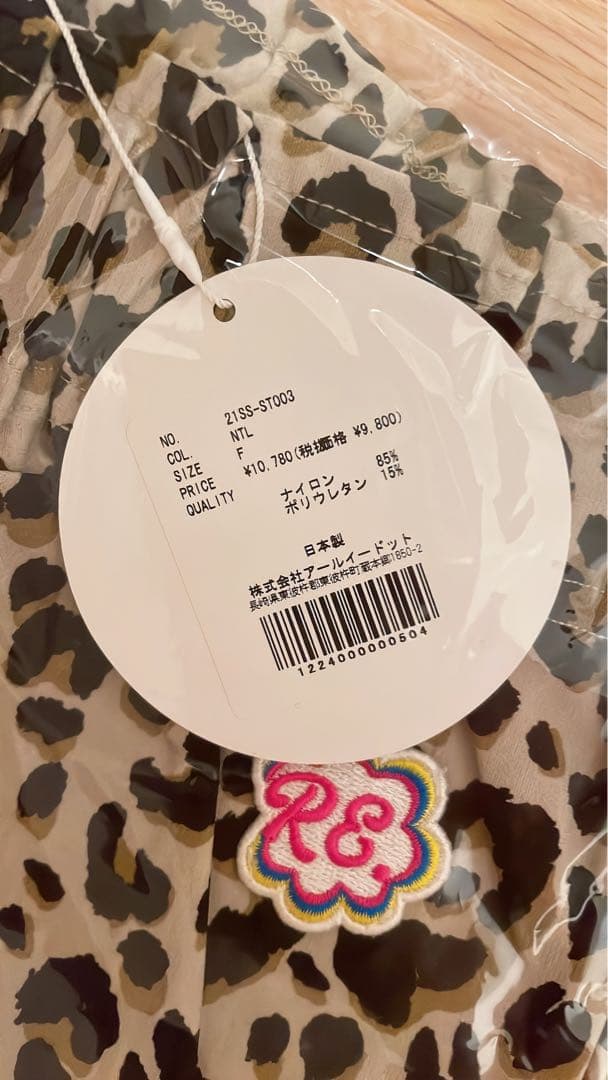 NO. 21SS-ST003
COL. NTL
SIZE F
PRICE ¥10,780(税抜価格 ¥9,800)
QUALITY ナイロン 85%
ポリウレタン 15%
日本製
株式会社アールイードット
長崎県東彼杵郡東彼杵町蔵本郷1850-2
1224000000504
RE.